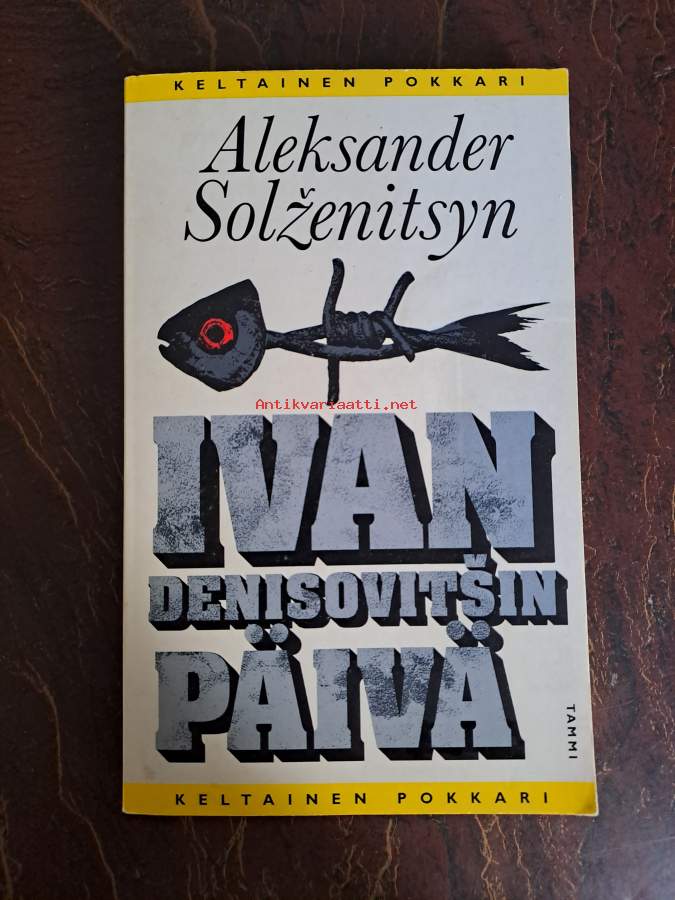 KELTAINEN POKKARI
Aleksander
Solženitsyn
Antikvariaatti.net
IVAN
DENISOVITŠIN
PÄIVÄ
TAMMI
KELTAINEN POKKARI